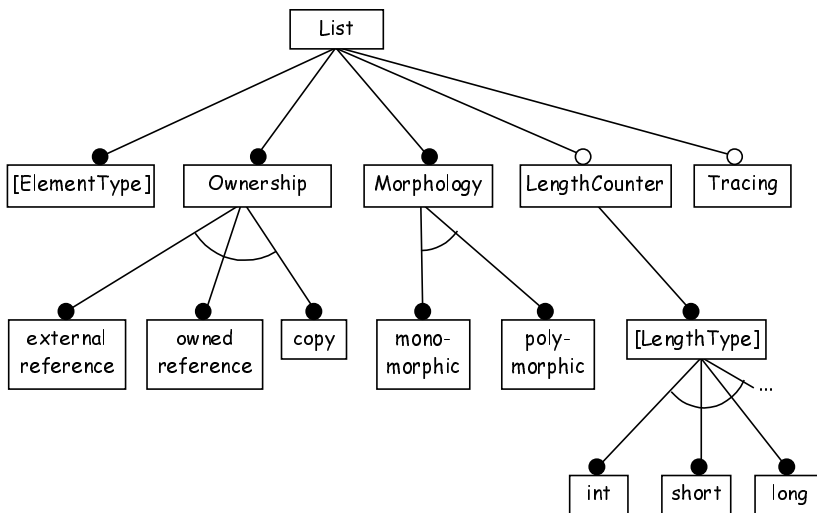 List
[ElementType]
Ownership
Morphology
LengthCounter
Tracing
external
reference
owned
reference
copy
mono-
morphic
poly-
morphic
[LengthType]
...
int
short
long